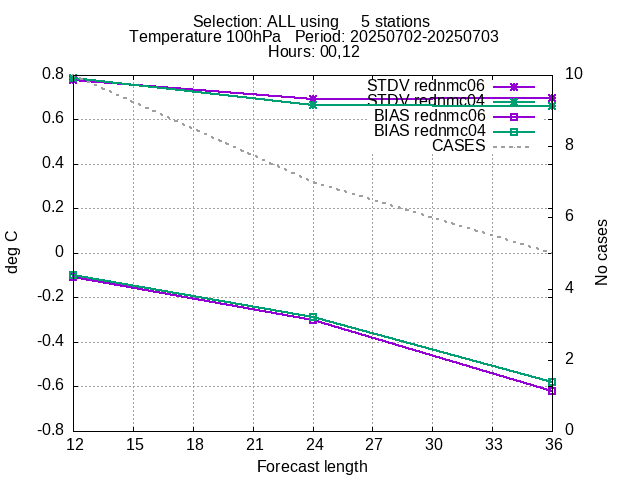 Selection: ALL using     5 stations
Temperature 100hPa   Period: 20250702-20250703
Hours: 00,12
0.8
0.6
0.4
0.2
0
-0.2
-0.4
-0.6
-0.8
10
8
6
4
2
0
STDV rednmc06
STDV rednmc04
BIAS rednmc06
BIAS rednmc04
CASES
deg C
No cases
12 15 18 21 24 27 30 33 36
Forecast length